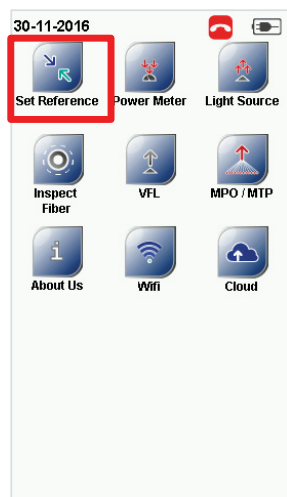 30-11-2016
Set Reference Power Meter Light Source
Inspect Fiber VFL MPO / MTP
About Us Wifi Cloud